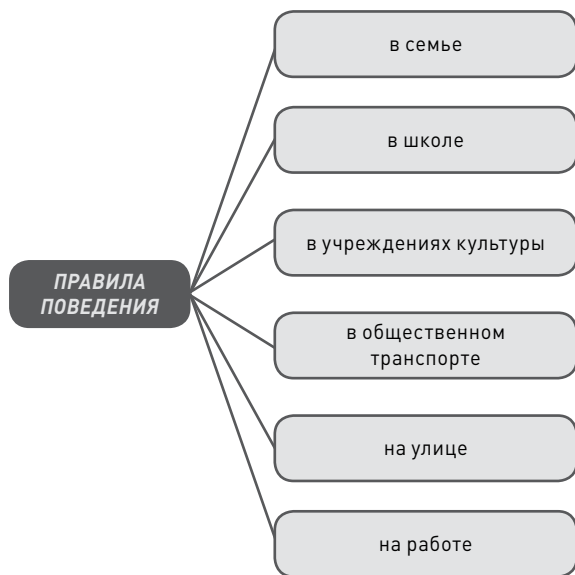 ПРАВИЛА
ПОВЕДЕНИЯ
в семье
в школе
в учреждениях культуры
в общественном
транспорте
на улице
на работе